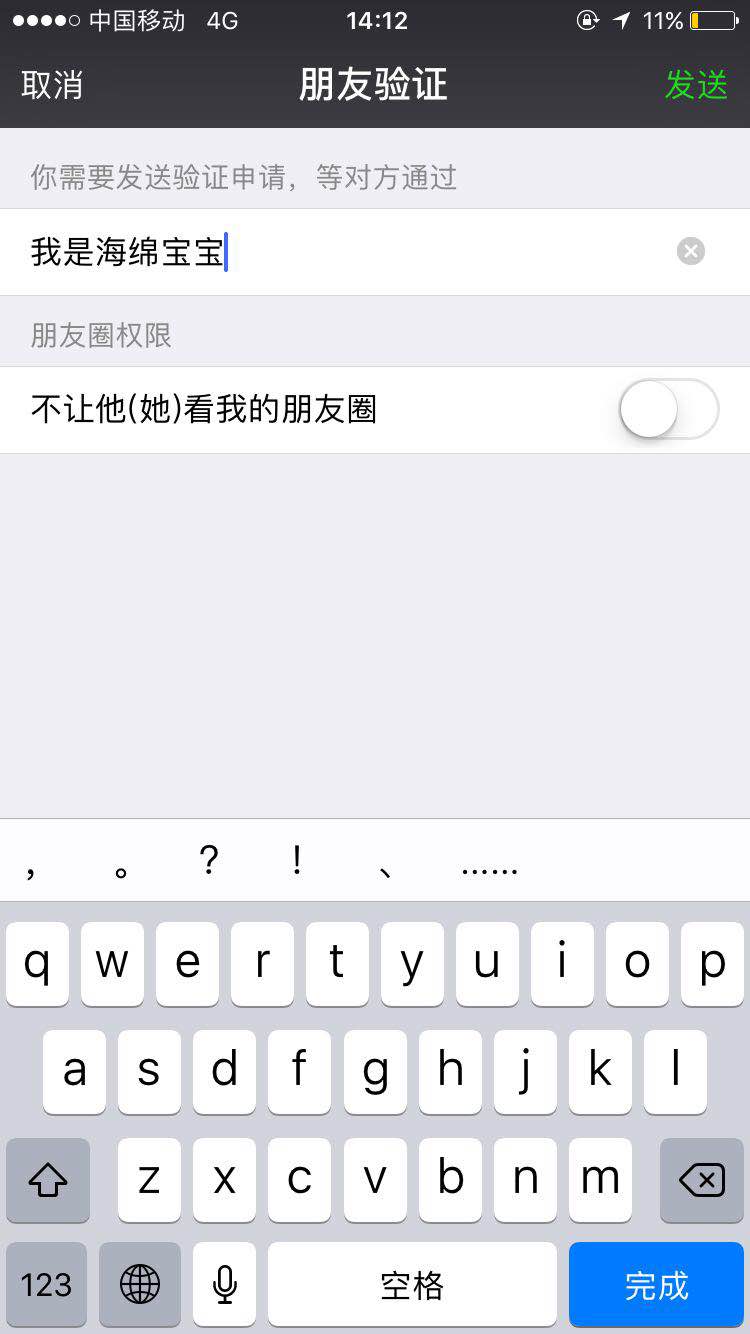 中国移动 4G 14:12 11%
取消 朋友验证 发送
你需要发送验证申请，等对方通过
我是海绵宝宝
朋友圈权限
不让他(她)看我的朋友圈
， 。 ？ ！ 、 ……
q w e r t y u i o p
a s d f g h j k l
z x c v b n m
123 空格 完成